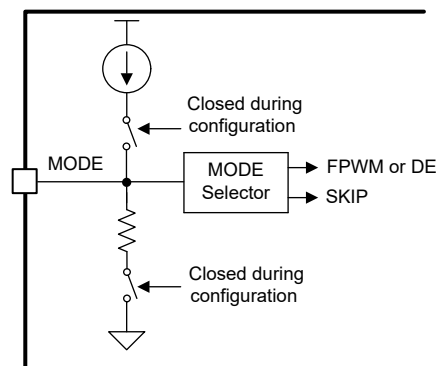 Closed during
configuration
MODE
MODE
Selector
FPWM or DE
SKIP
Closed during
configuration